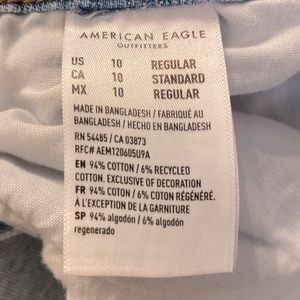 AMERICAN EAGLE
OUTFITTERS
US 10 REGULAR
CA 10 STANDARD
MX 10 REGULAR
MADE IN BANGLADESH / FABRIQUÉ AU
BANGLADESH / HECHO EN BANGLADESH
RN 54485 / CA 03873
RFC# AEM120605U9A
EN 94% COTTON / 6% RECYCLED
COTTON. EXCLUSIVE OF DECORATION
FR 94% COTON / 6% COTON RÉGÉNÉRÉ.
À L'EXCEPTION DE LA GARNITURE
SP 94% algodón / 6% algodón
regenerado